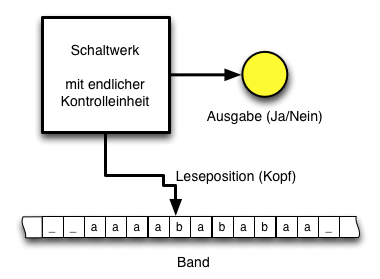 Schaltwerk
mit endlicher
Kontrolleinheit
Ausgabe (Ja/Nein)
Leseposition (Kopf)
_ _ a a a a b a b a b a a _
Band